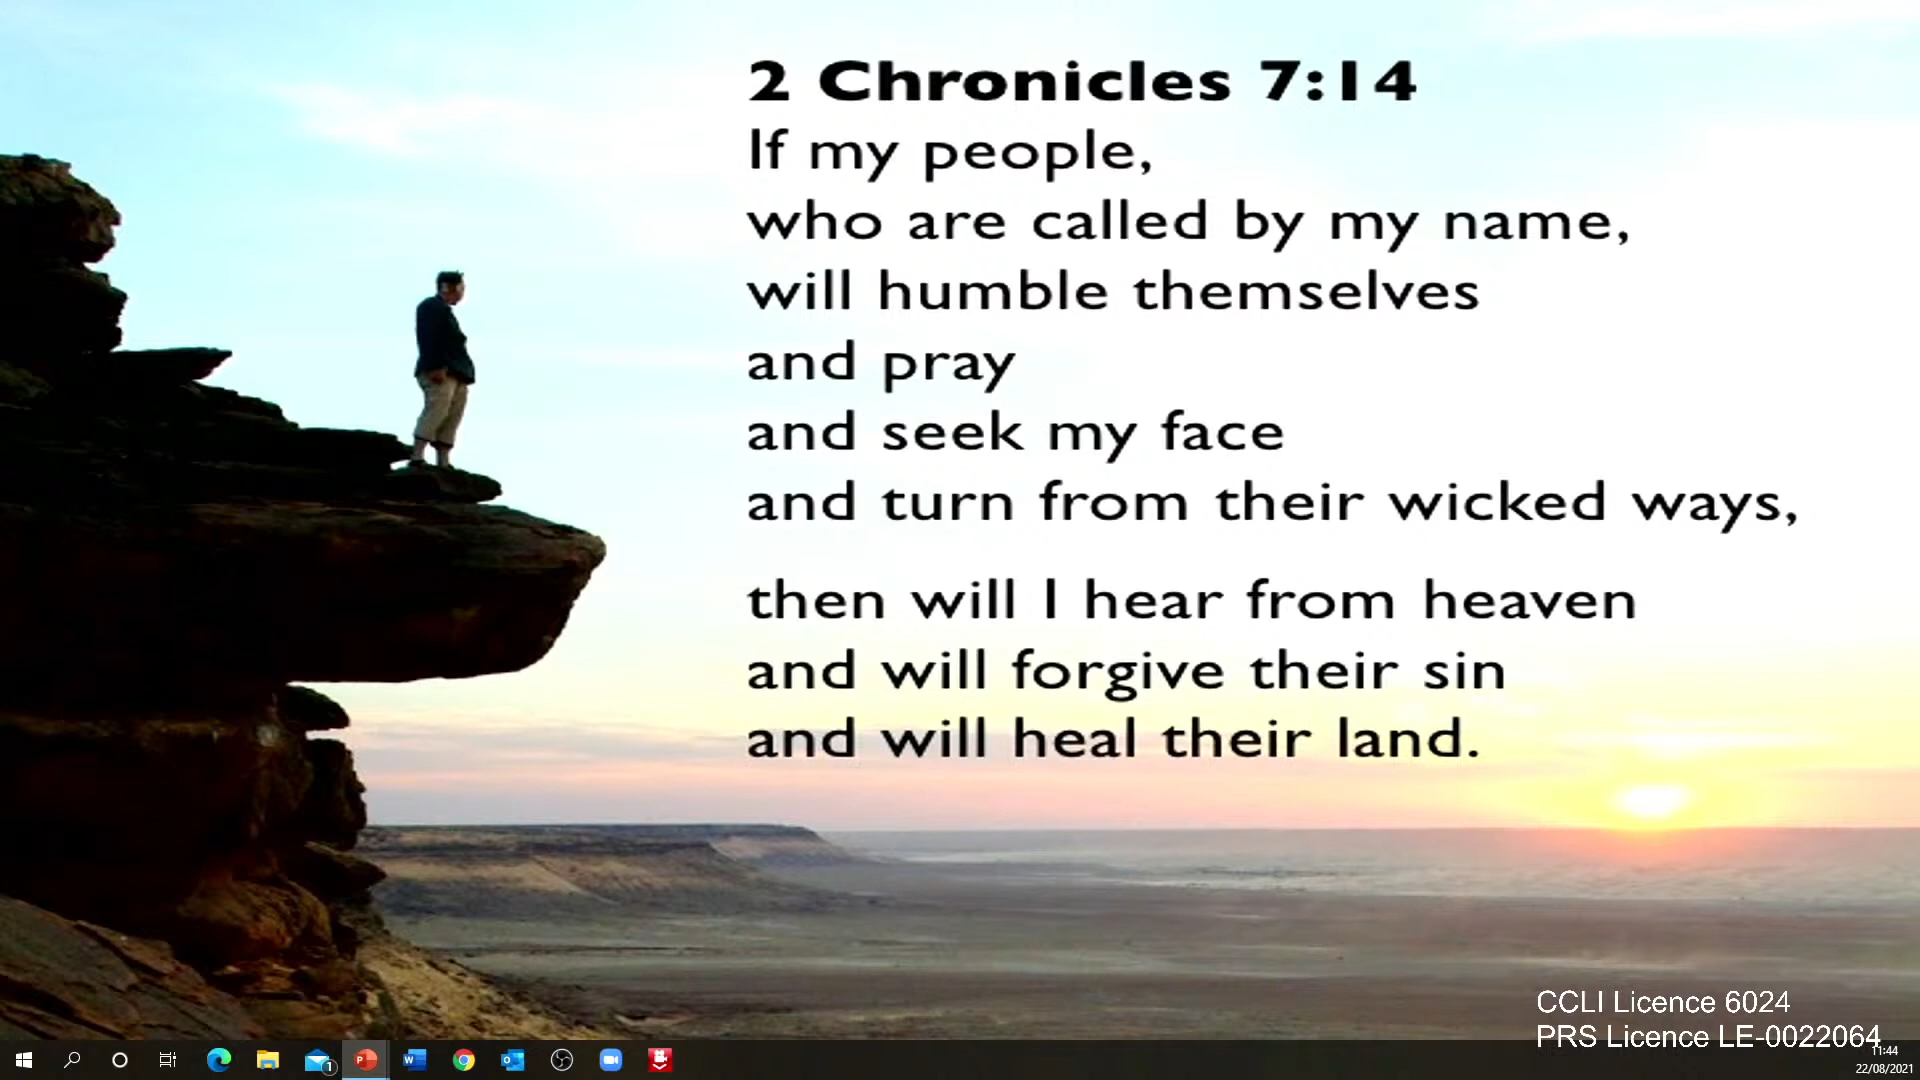 2 Chronicles 7:14
If my people,
who are called by my name,
will humble themselves
and pray
and seek my face
and turn from their wicked ways,
then will I hear from heaven
and will forgive their sin
and will heal their land.
CCLI Licence 6024
PRS Licence LE-0022064
1
11:44
22/08/2021